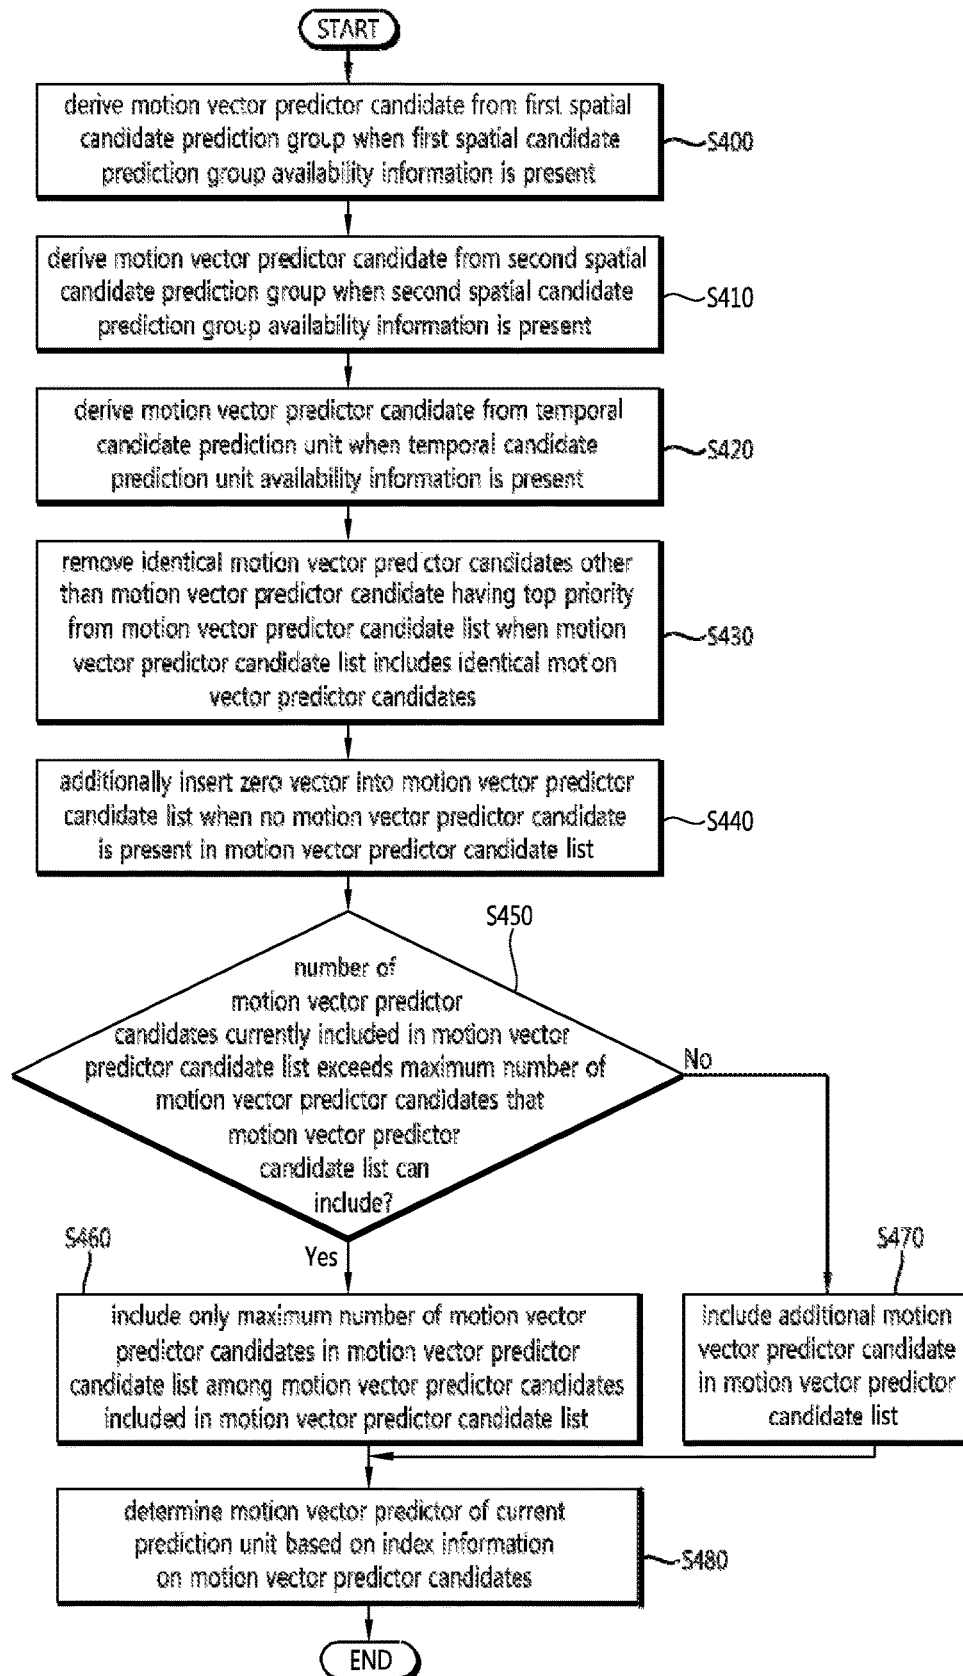 START
derive motion vector predictor candidate from first spatial
candidate prediction group when first spatial candidate
prediction group availability information is present
S400
derive motion vector predictor candidate from second spatial
candidate prediction group when second spatial candidate
prediction group availability information is present
S410
derive motion vector predictor candidate from temporal
candidate prediction unit when temporal candidate
prediction unit availability information is present
S420
remove identical motion vector predictor candidates other
than motion vector predictor candidate having top priority
from motion vector predictor candidate list when motion
vector predictor candidate list includes identical motion
vector predictor candidates
S430
additionally insert zero vector into motion vector predictor
candidate list when no motion vector predictor candidate
is present in motion vector predictor candidate list
S440
S450
number of
motion vector predictor
candidates currently included in motion vector
predictor candidate list exceeds maximum number of
motion vector predictor candidates that
motion vector predictor
candidate list can
include?
No
Yes
S460
include only maximum number of motion vector
predictor candidates in motion vector predictor
candidate list among motion vector predictor candidates
included in motion vector predictor candidate list
S470
include additional motion
vector predictor candidate
in motion vector predictor
candidate list
determine motion vector predictor of current
prediction unit based on index information
on motion vector predictor candidates
S480
END